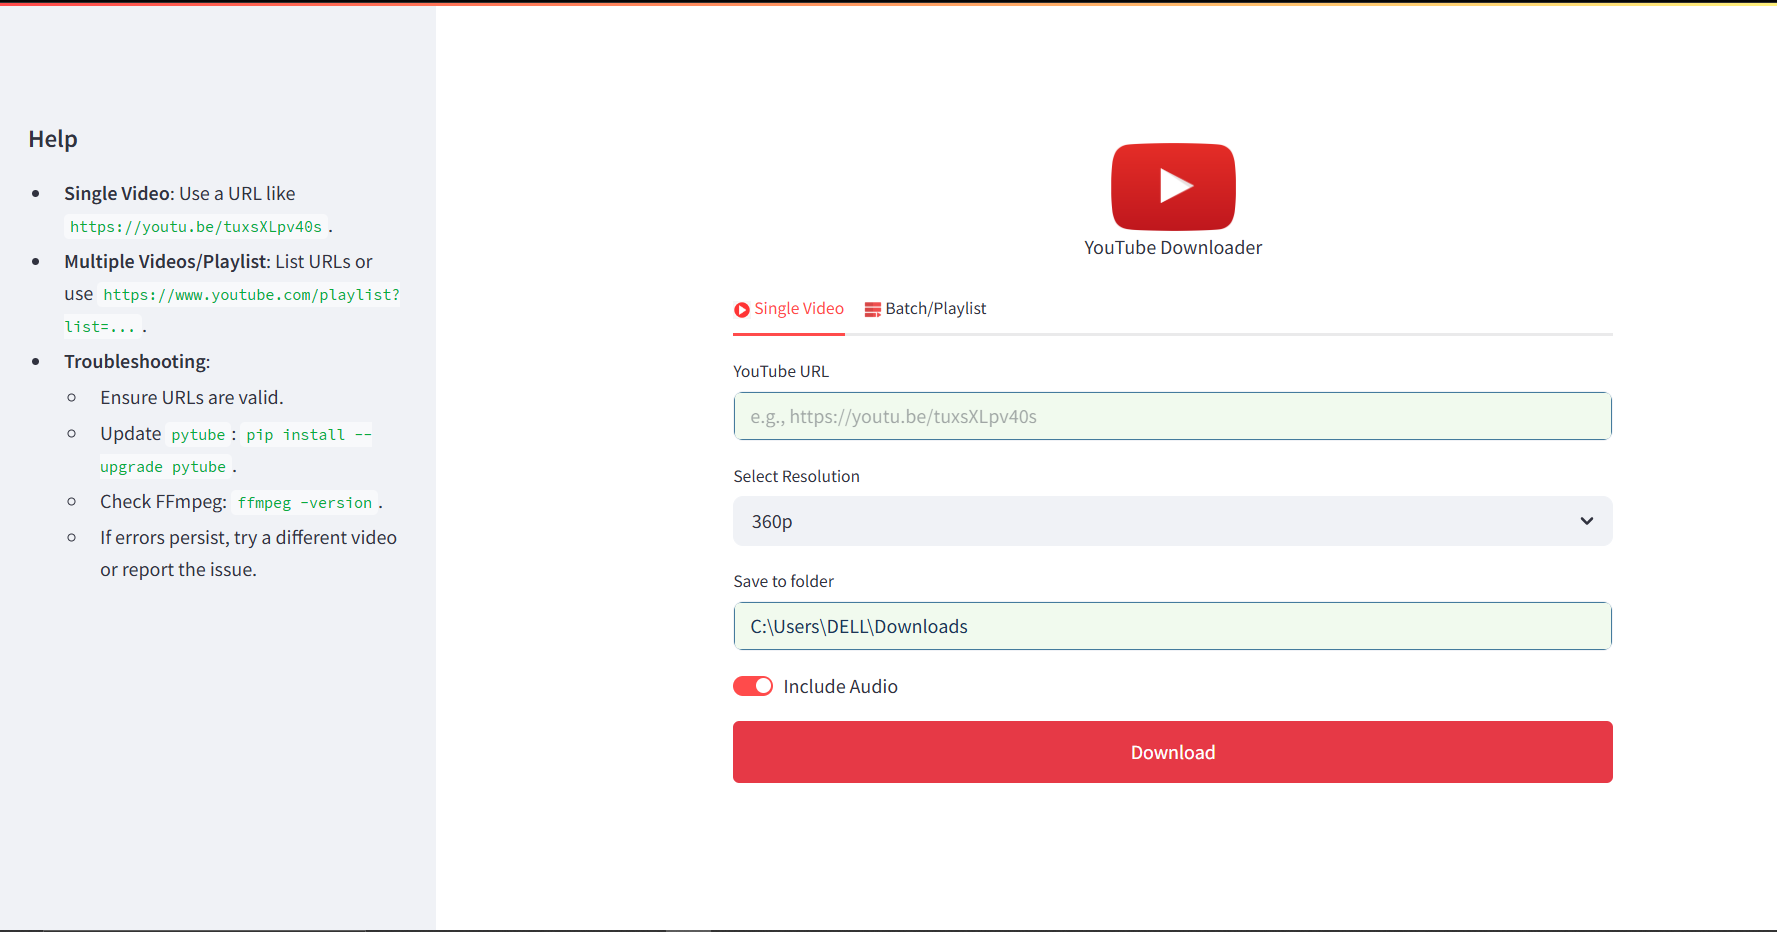 Help
Single Video: Use a URL like
https://youtu.be/tuxsXLpv40s.
Multiple Videos/Playlist: List URLs or
use https://www.youtube.com/playlist?
list=....
Troubleshooting:
Ensure URLs are valid.
Update pytube: pip install --
upgrade pytube.
Check FFmpeg: ffmpeg -version.
If errors persist, try a different video
or report the issue.
YouTube Downloader
Single Video
Batch/Playlist
YouTube URL
e.g., https://youtu.be/tuxsXLpv40s
Select Resolution
360p
Save to folder
C:\Users\DELL\Downloads
Include Audio
Download